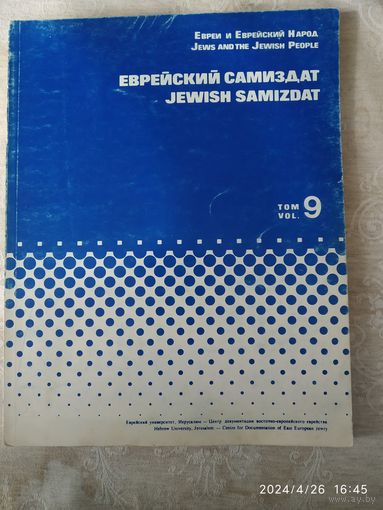 Евреи и Еврейский Народ
Jews and the Jewish People
ЕВРЕЙСКИЙ САМИЗДАТ
JEWISH SAMIZDAT
ТОМ
VOL. 9
Еврейский университет, Иерусалим — Центр документации восточно-европейского еврейства
Hebrew University, Jerusalem — Centre for Documentation of East European Jewry
2024/4/26 16:45
ay.by